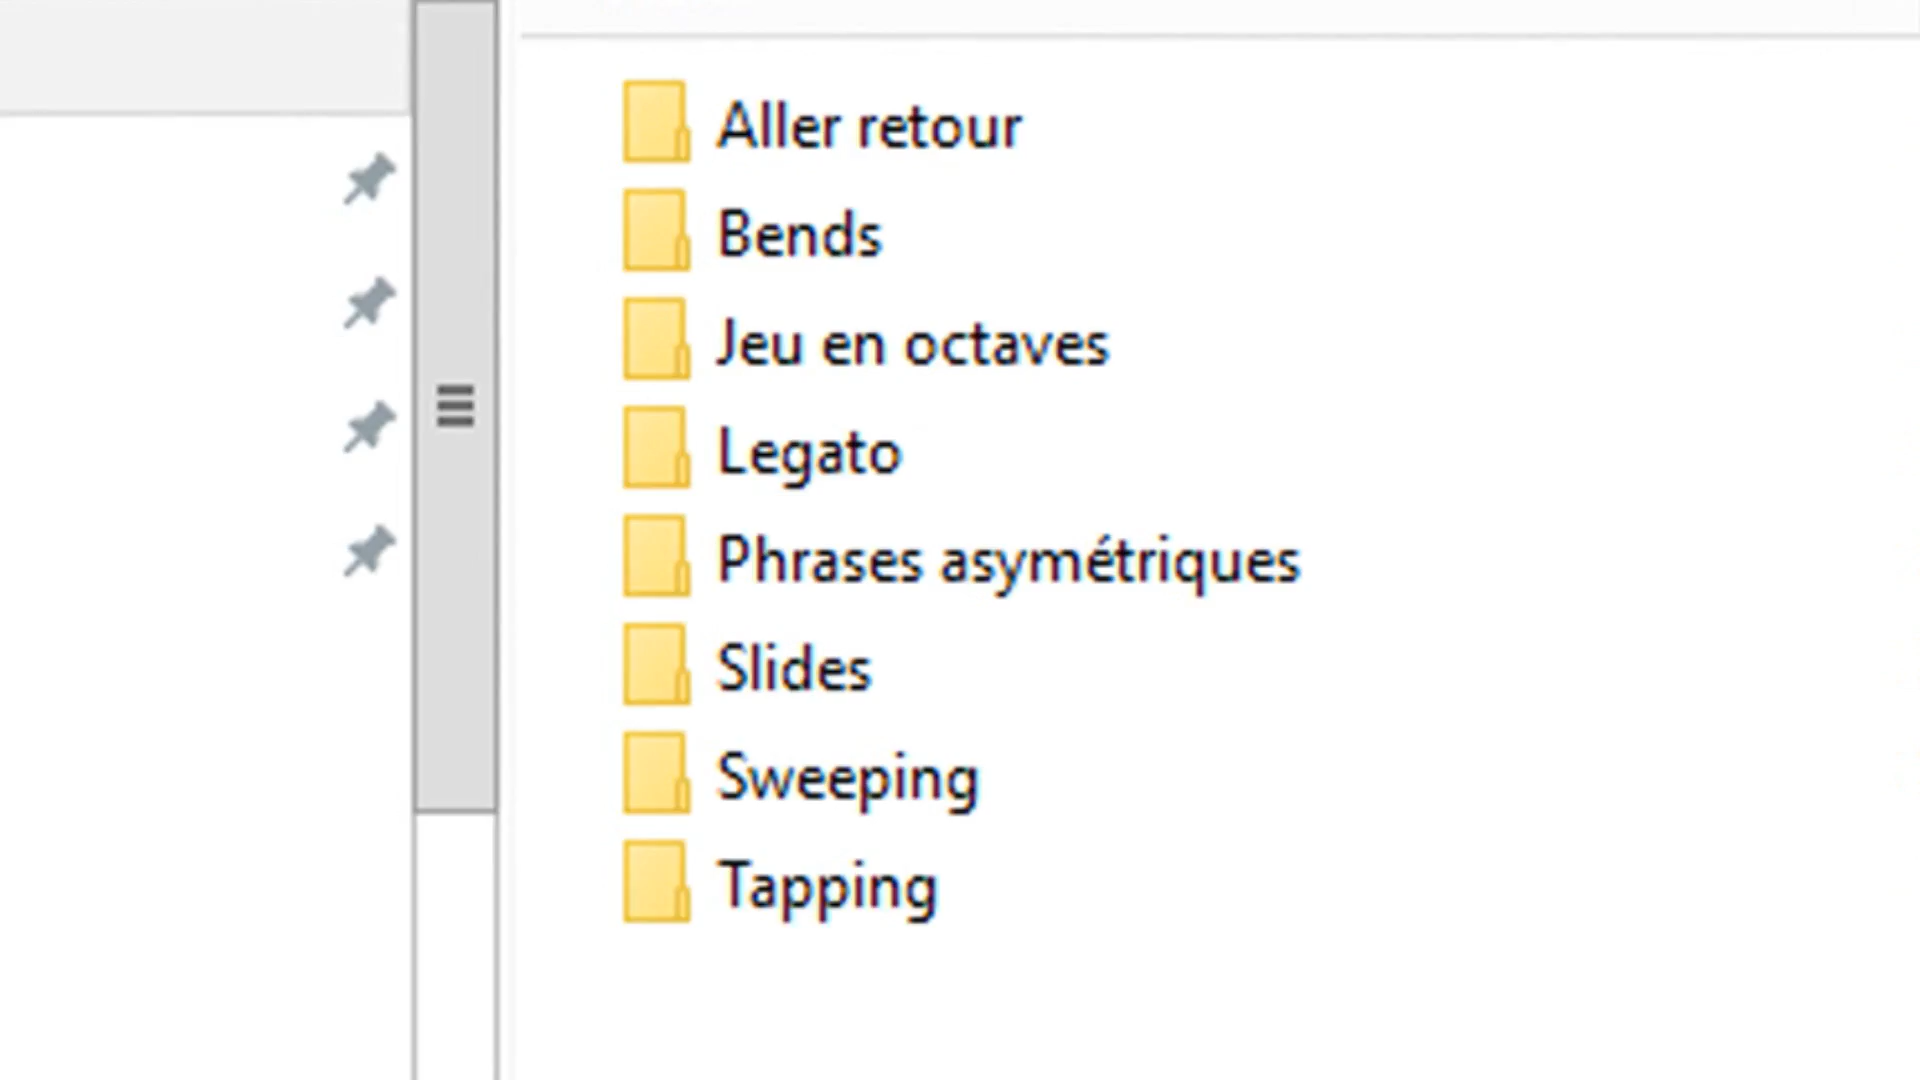 Aller retour
Bends
Jeu en octaves
Legato
Phrases asymétriques
Slides
Sweeping
Tapping